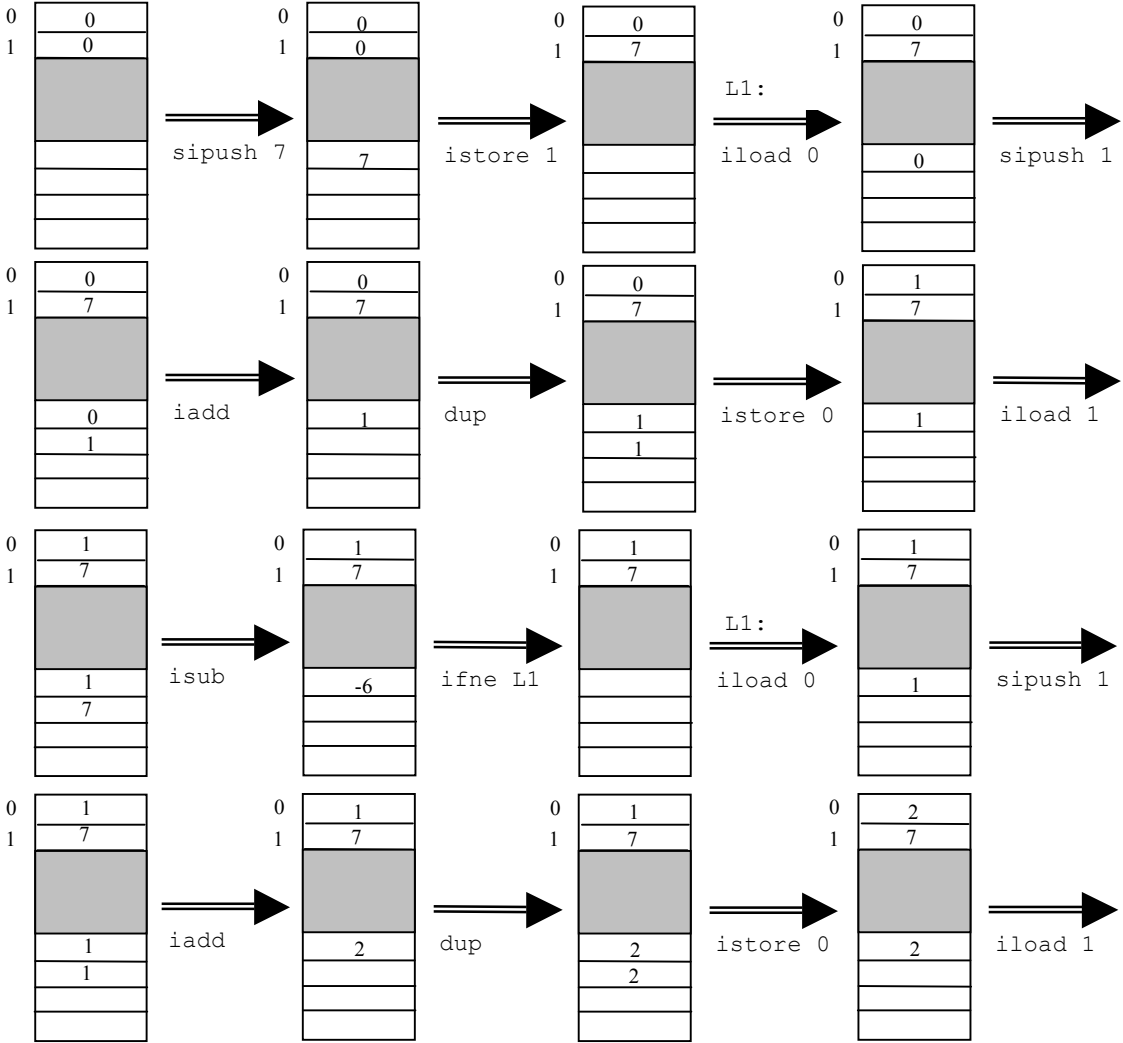 0 0 0 0 0 0 0 0
1 0 1 0 1 7 1 7
L1:
sipush 7 istore 1 iload 0 sipush 1
7 0
0 0 0 0 0 0 0 1
1 7 1 7 1 7 1 7
iadd dup istore 0 iload 1
0 1 1 1
1 1
0 1 0 1 0 1 0 1
1 7 1 7 1 7 1 7
L1:
isub ifne L1 iload 0 sipush 1
1 -6 1
7
0 1 0 1 0 1 0 2
1 7 1 7 1 7 1 7
iadd dup istore 0 iload 1
1 2 2 2
1 2